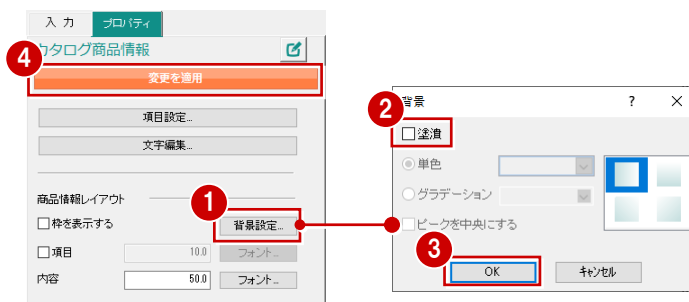 入 力 プロパティ
カタログ商品情報
4
変更を適用
項目設定...
文字編集...
商品情報レイアウト
1
枠を表示する 背景設定...
項目 10.0 フォント...
内容 50.0 フォント...
背景 ? ×
2
塗潰
単色
グラデーション
ピークを中央にする
3
OK キャンセル